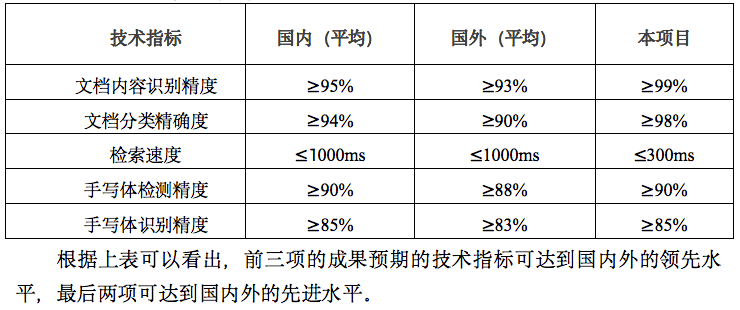 技术指标 国内（平均） 国外（平均） 本项目
文档内容识别精度 ≥95% ≥93% ≥99%
文档分类精确度 ≥94% ≥90% ≥98%
检索速度 ≤1000ms ≤1000ms ≤300ms
手写体检测精度 ≥90% ≥88% ≥90%
手写体识别精度 ≥85% ≥83% ≥85%
根据上表可以看出，前三项的成果预期的技术指标可达到国内外的领先水
平，最后两项可达到国内外的先进水平。